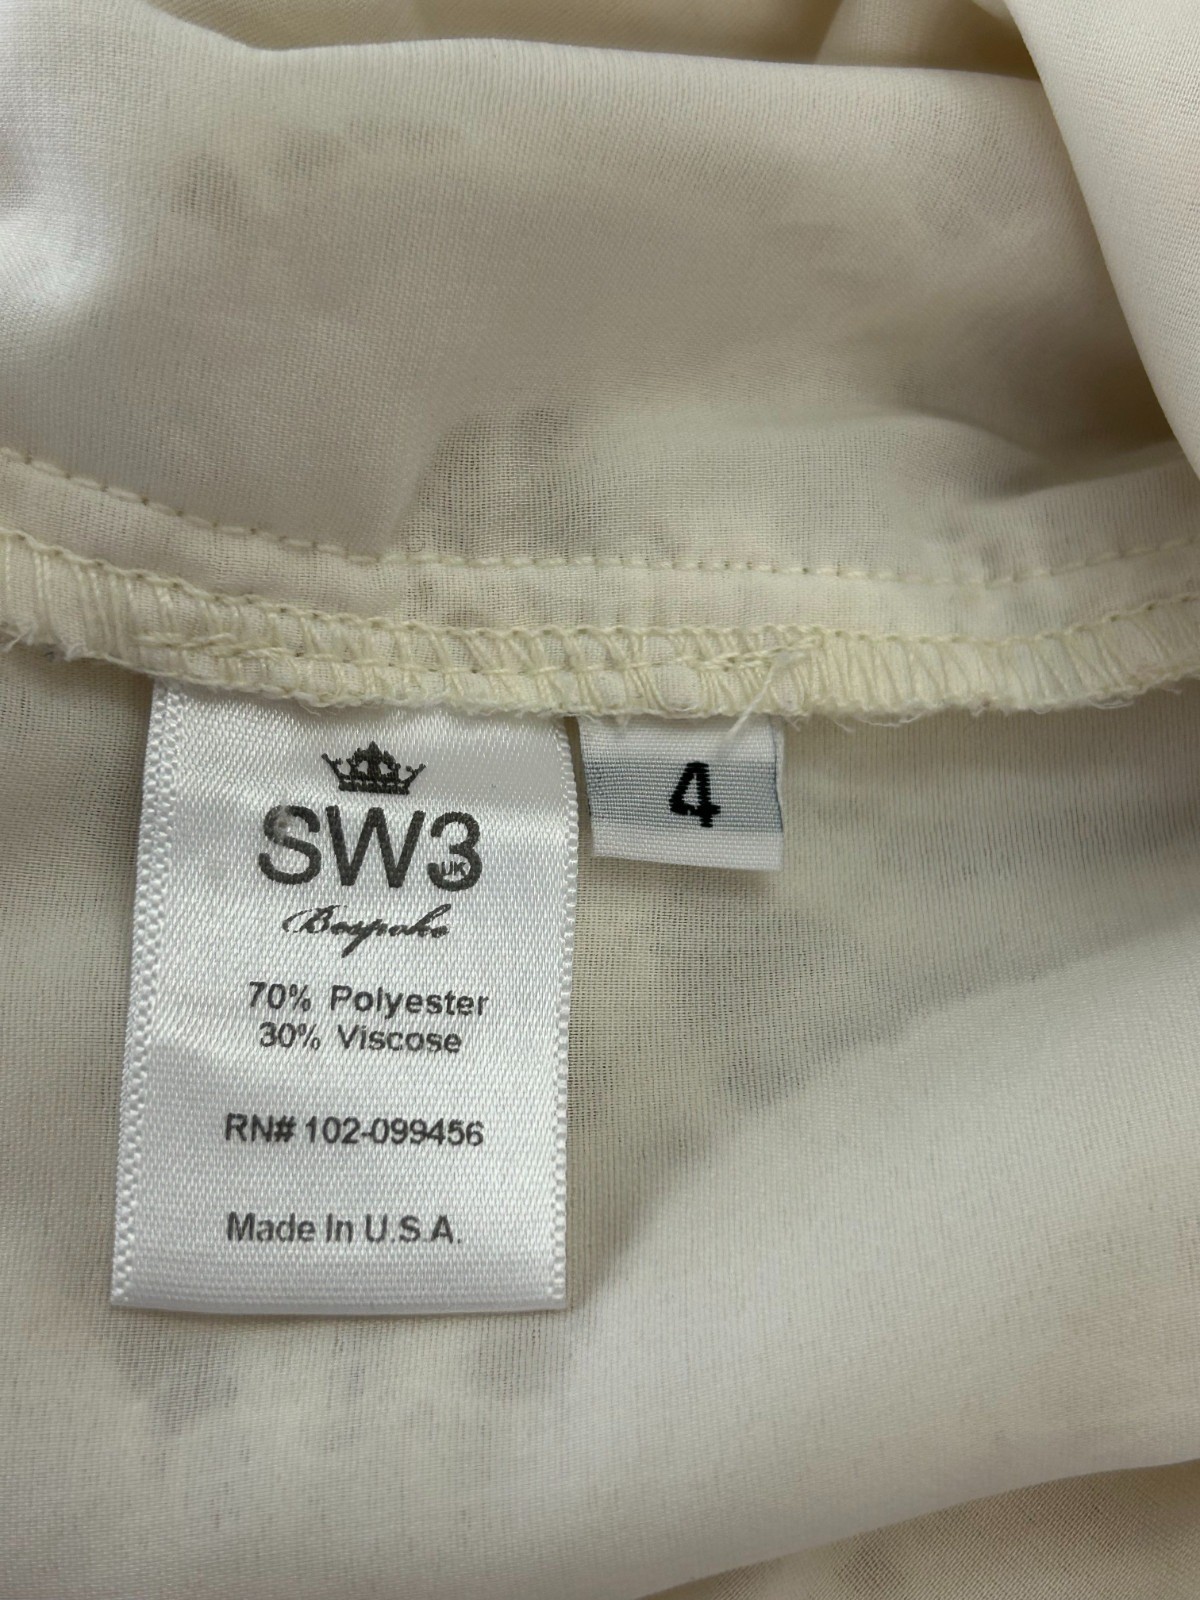 SW3
UK
Bespoke
70% Polyester
30% Viscose
RN# 102-099456
Made In U.S.A.
4